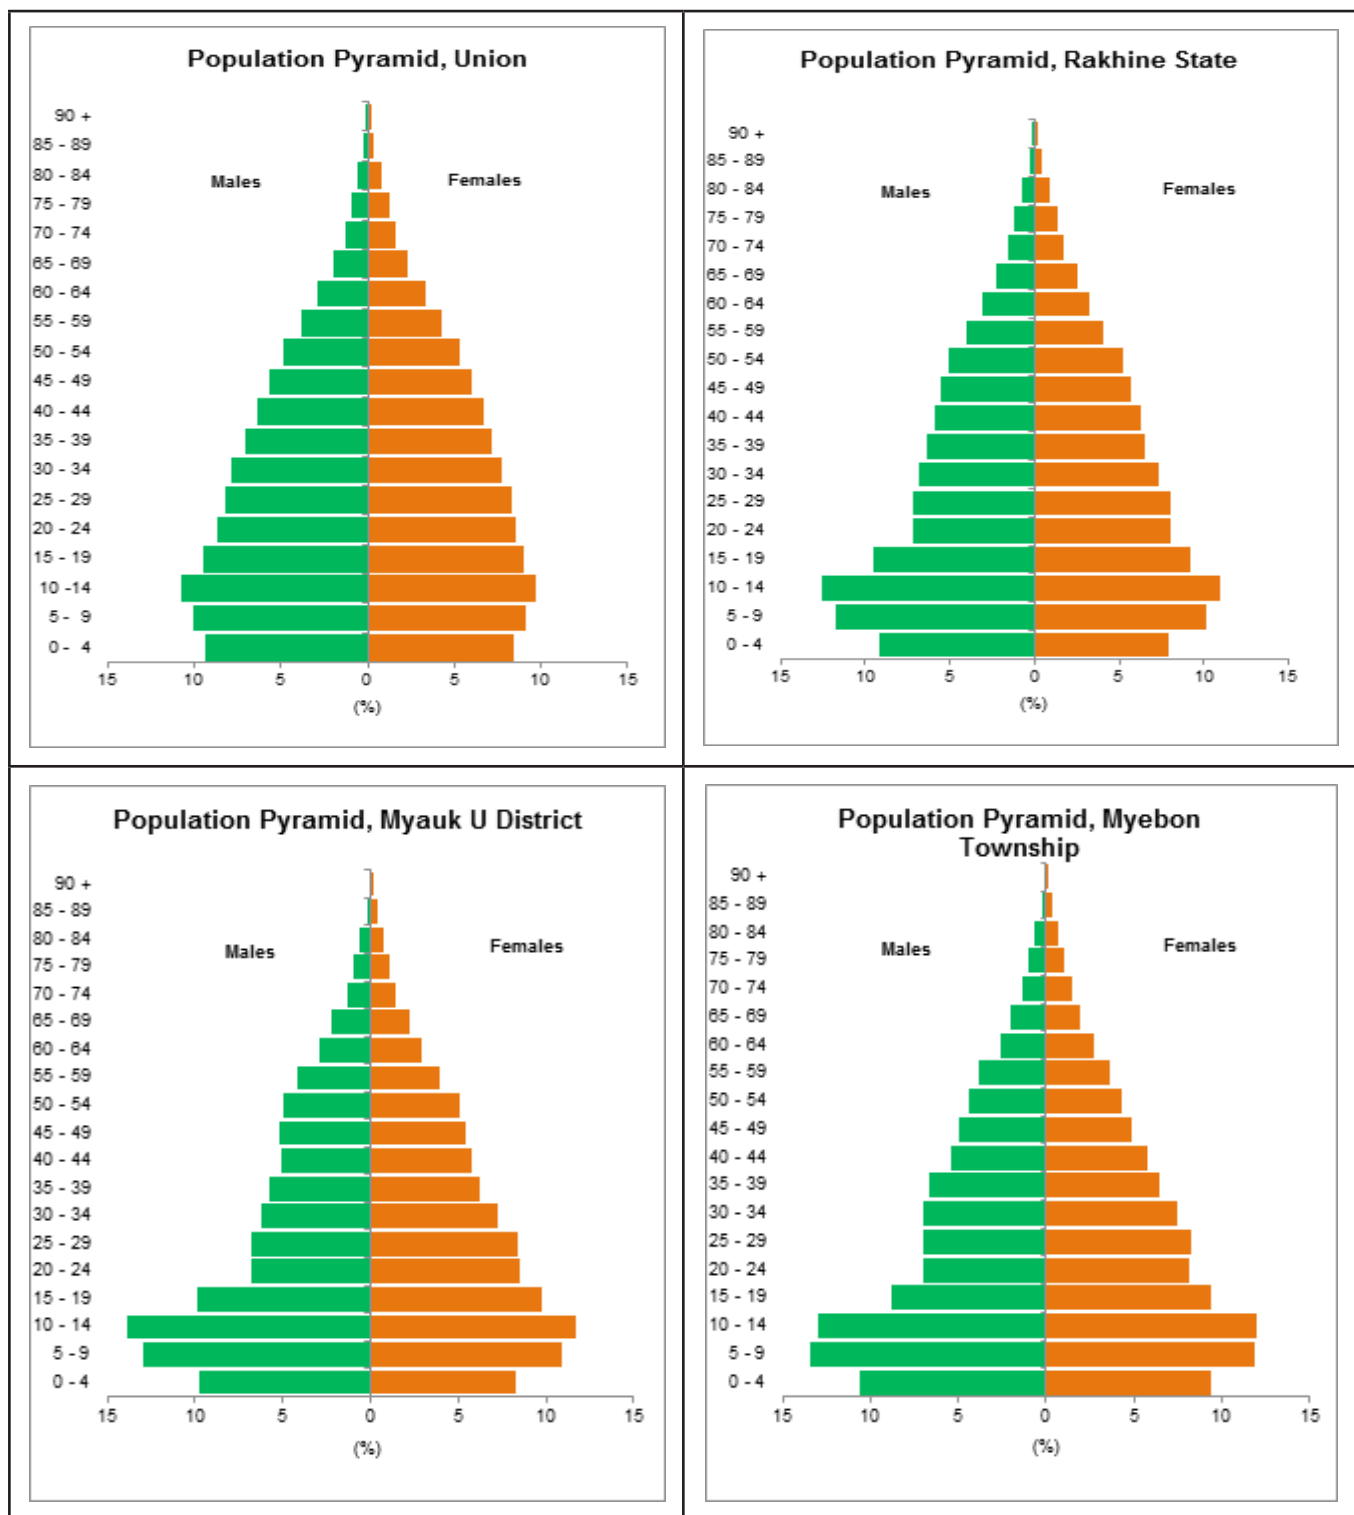 Population Pyramid, Union
90 +
85 - 89
80 - 84
75 - 79
70 - 74
65 - 69
60 - 64
55 - 59
50 - 54
45 - 49
40 - 44
35 - 39
30 - 34
25 - 29
20 - 24
15 - 19
10 -14
5 - 9
0 - 4
Males
Females
15 10 5 0 5 10 15
(%)
Population Pyramid, Rakhine State
90 +
85 - 89
80 - 84
75 - 79
70 - 74
65 - 69
60 - 64
55 - 59
50 - 54
45 - 49
40 - 44
35 - 39
30 - 34
25 - 29
20 - 24
15 - 19
10 - 14
5 - 9
0 - 4
Males
Females
15 10 5 0 5 10 15
(%)
Population Pyramid, Myauk U District
90 +
85 - 89
80 - 84
75 - 79
70 - 74
65 - 69
60 - 64
55 - 59
50 - 54
45 - 49
40 - 44
35 - 39
30 - 34
25 - 29
20 - 24
15 - 19
10 - 14
5 - 9
0 - 4
Males
Females
15 10 5 0 5 10 15
(%)
Population Pyramid, Myebon
Township
90 +
85 - 89
80 - 84
75 - 79
70 - 74
65 - 69
60 - 64
55 - 59
50 - 54
45 - 49
40 - 44
35 - 39
30 - 34
25 - 29
20 - 24
15 - 19
10 - 14
5 - 9
0 - 4
Males
Females
15 10 5 0 5 10 15
(%)